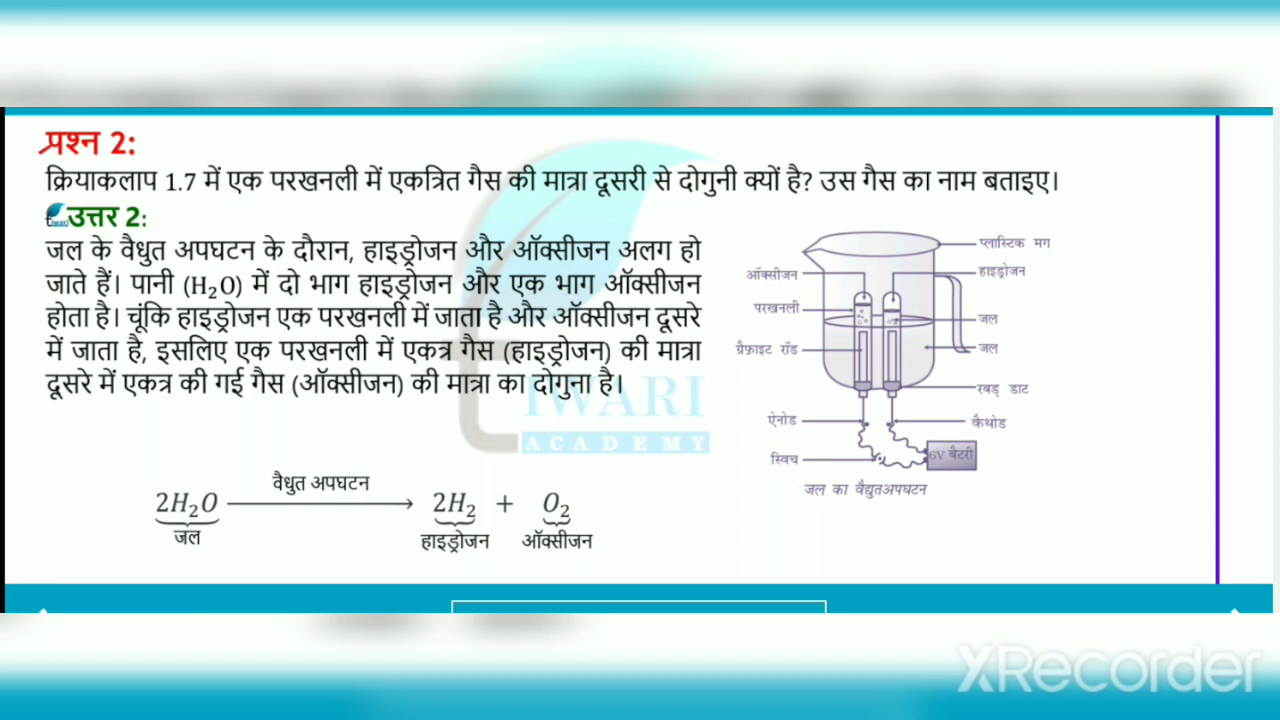 प्रश्न 2:
क्रियाकलाप 1.7 में एक परखनली में एकत्रित गैस की मात्रा दूसरी से दोगुनी क्यों है? उस गैस का नाम बताइए।
उत्तर 2:
जल के वैधुत अपघटन के दौरान, हाइड्रोजन और ऑक्सीजन अलग हो
जाते हैं। पानी (H₂O) में दो भाग हाइड्रोजन और एक भाग ऑक्सीजन
होता है। चूंकि हाइड्रोजन एक परखनली में जाता है और ऑक्सीजन दूसरे
में जाता है, इसलिए एक परखनली में एकत्र गैस (हाइड्रोजन) की मात्रा
दूसरे में एकत्र की गई गैस (ऑक्सीजन) की मात्रा का दोगुना है।
IWARI
ACADEMY
वैधुत अपघटन
2H₂O → 2H₂ + O₂
जल
हाइड्रोजन
ऑक्सीजन
प्लास्टिक मग
ऑक्सीजन
हाइड्रोजन
परखनली
जल
ग्रैफ़ाइट रॉड
जल
रबड़ डाट
ऐनोड
कैथोड
स्विच
6V बैटरी
जल का वैद्युतअपघटन
XRecorder